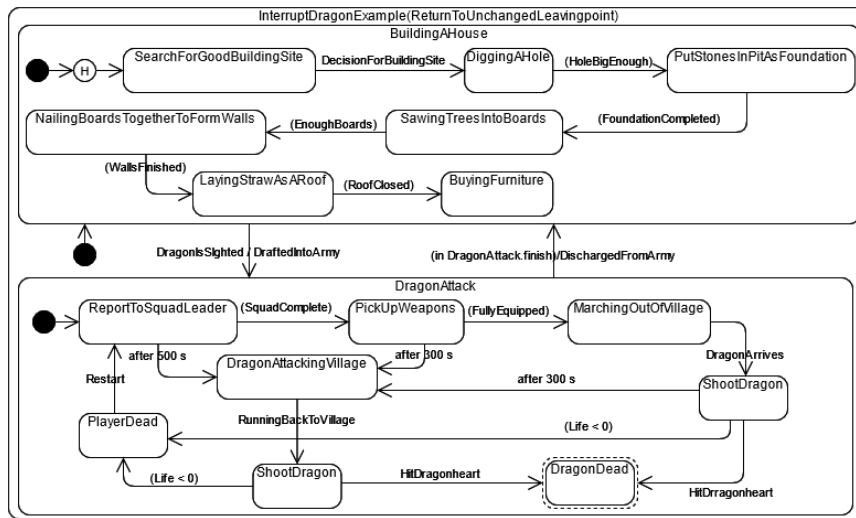 InterruptDragonExample(ReturnToUnchangedLeavingpoint)
BuildingAHouse
H
SearchForGoodBuildingSite
DecisionForBuildingSite
DiggingAHole
(HoleBigEnough)
PutStonesInPitAsFoundation
NailingBoardsTogetherToFormWalls
(EnoughBoards)
SawingTreesIntoBoards
(FoundationCompleted)
(WallsFinished)
LayingStrawAsARoof
(RoofClosed)
BuyingFurniture
DragonIsSIghted / DraftedIntoArmy
(in DragonAttack.finish)/DischargedFromArmy
DragonAttack
ReportToSquadLeader
(SquadComplete)
PickUpWeapons
(FullyEquipped)
MarchingOutOfVillage
after 500 s
after 300 s
DragonArrives
Restart
DragonAttackingVillage
after 300 s
ShootDragon
PlayerDead
RunningBackToVillage
(Life < 0)
(Life < 0)
ShootDragon
HitDragonheart
DragonDead
HitDrragonheart